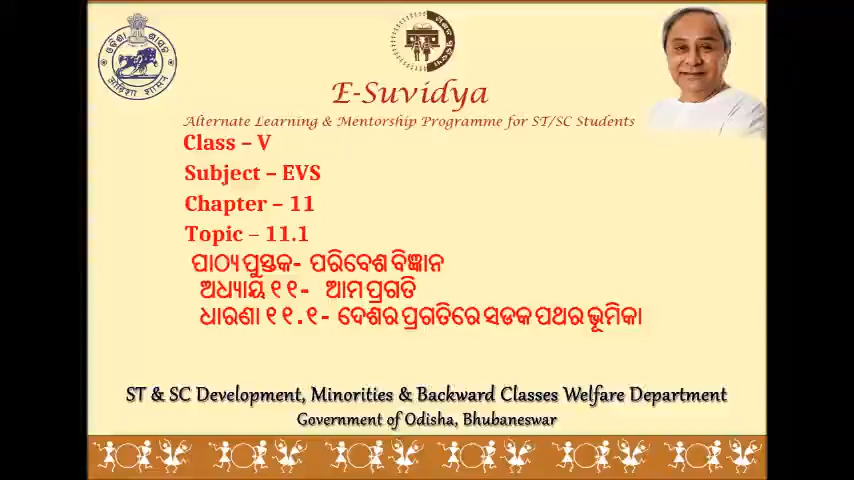 E-Suvidya
Alternate Learning & Mentorship Programme for ST/SC Students
Class – V
Subject – EVS
Chapter – 11
Topic – 11.1
ପାଠ୍ୟପୁସ୍ତକ- ପରିବେଶ ବିଜ୍ଞାନ
ଅଧ୍ୟାୟ ୧୧- ଆମ ପ୍ରଗତି
ଧାରଣା ୧୧.୧- ଦେଶର ପ୍ରଗତିରେ ସଡକ ପଥର ଭୂମିକା
ST & SC Development, Minorities & Backward Classes Welfare Department
Government of Odisha, Bhubaneswar